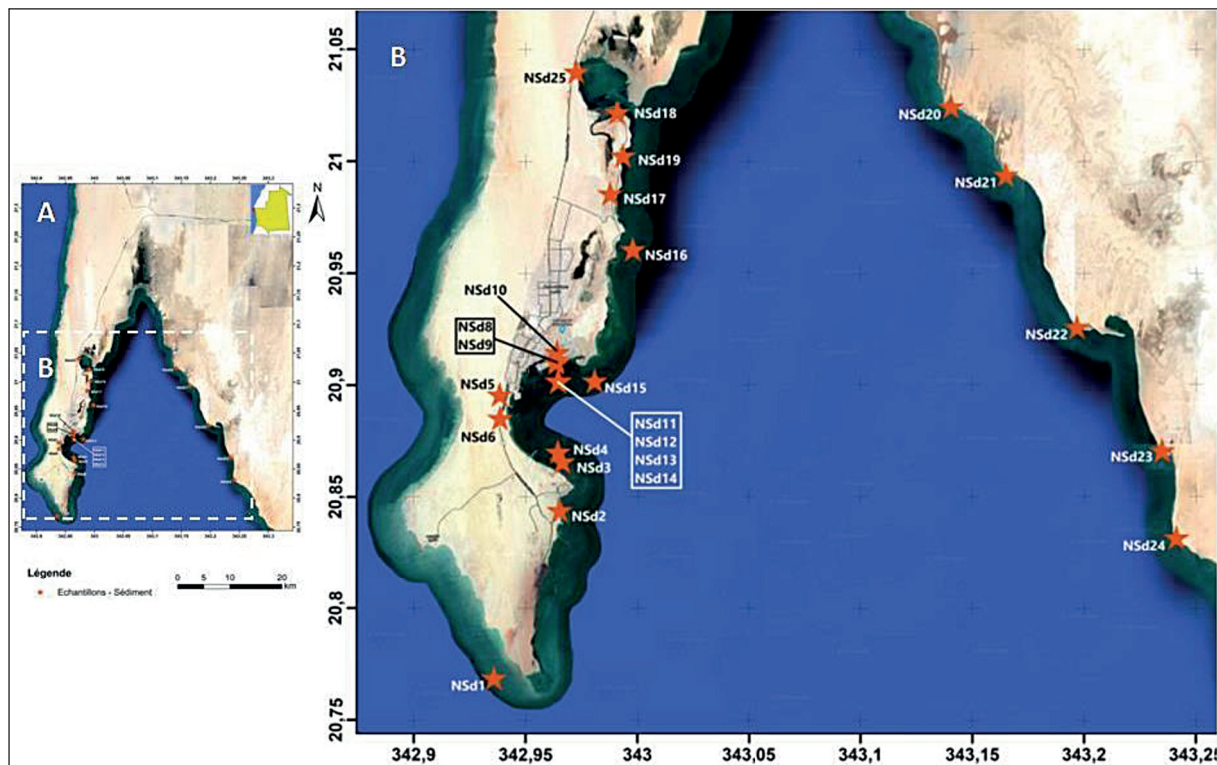 A
N
B
Légende
Echantillons - Sédiment
0 5 10 20
km
B
21,05
21
20,95
20,9
20,85
20,8
20,75
NSd25
NSd18
NSd19
NSd17
NSd16
NSd10
NSd8
NSd9
NSd5
NSd15
NSd6
NSd11
NSd12
NSd13
NSd14
NSd4
NSd3
NSd2
NSd1
NSd20
NSd21
NSd22
NSd23
NSd24
342,9 342,95 343 343,05 343,1 343,15 343,2 343,25